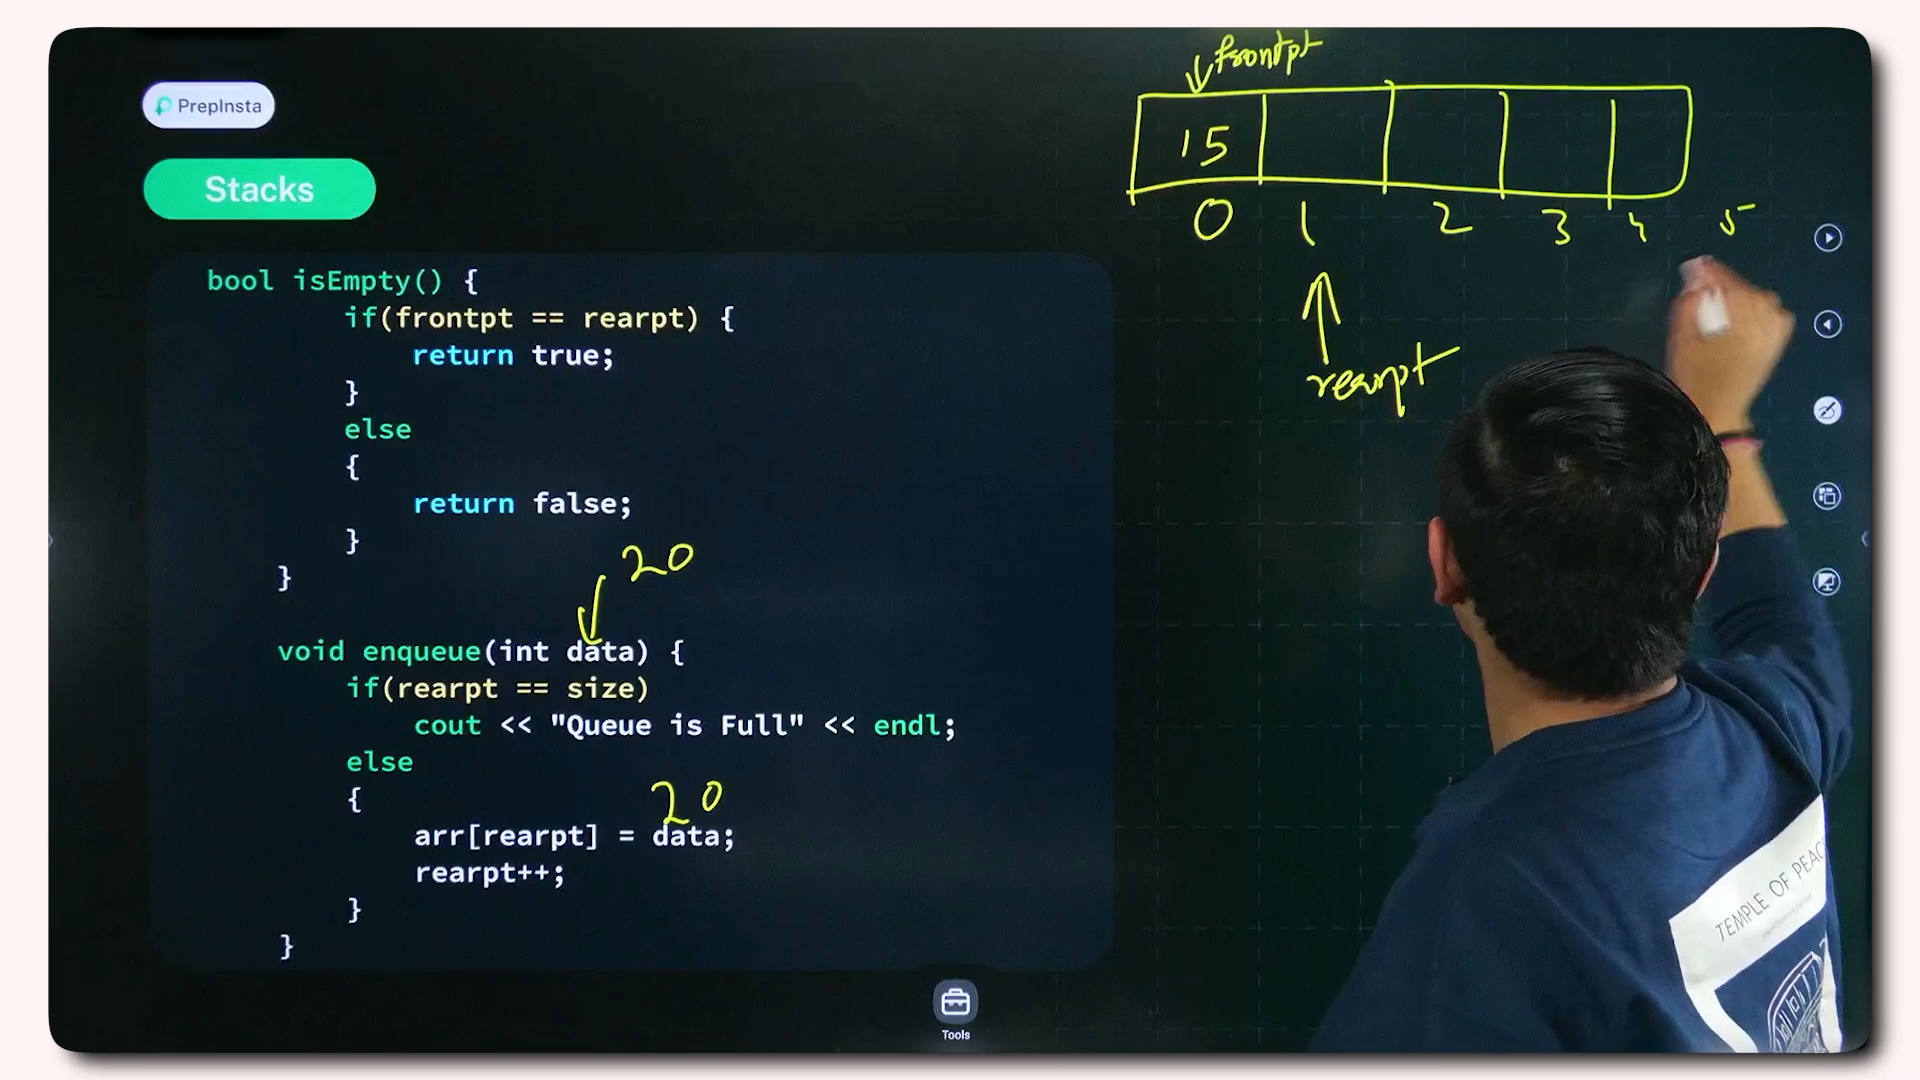 PrepInsta
Stacks
bool isEmpty() {
if(frontpt == rearpt) {
return true;
}
else
{
return false;
}
}
20
void enqueue(int data) {
if(rearpt == size)
cout << "Queue is Full" << endl;
else
{
20
arr[rearpt] = data;
rearpt++;
}
}
frontpt
15
0 1 2 3 4 5
rearpt
TEMPLE OF PEAC
Tools